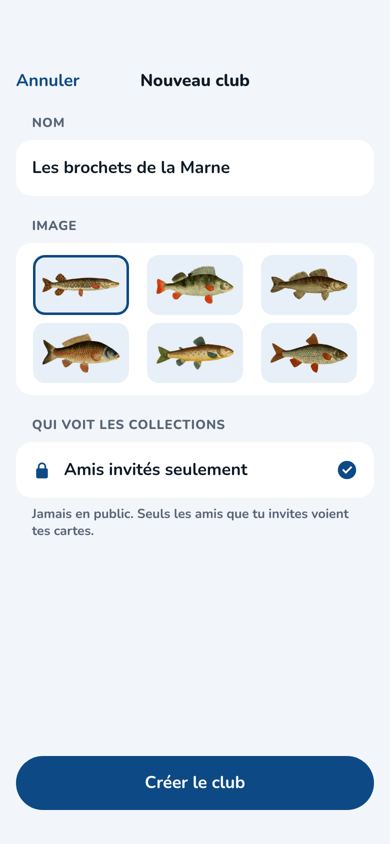 Annuler
Nouveau club
NOM
Les brochets de la Marne
IMAGE
QUI VOIT LES COLLECTIONS
Amis invités seulement
Jamais en public. Seuls les amis que tu invites voient
tes cartes.
Créer le club